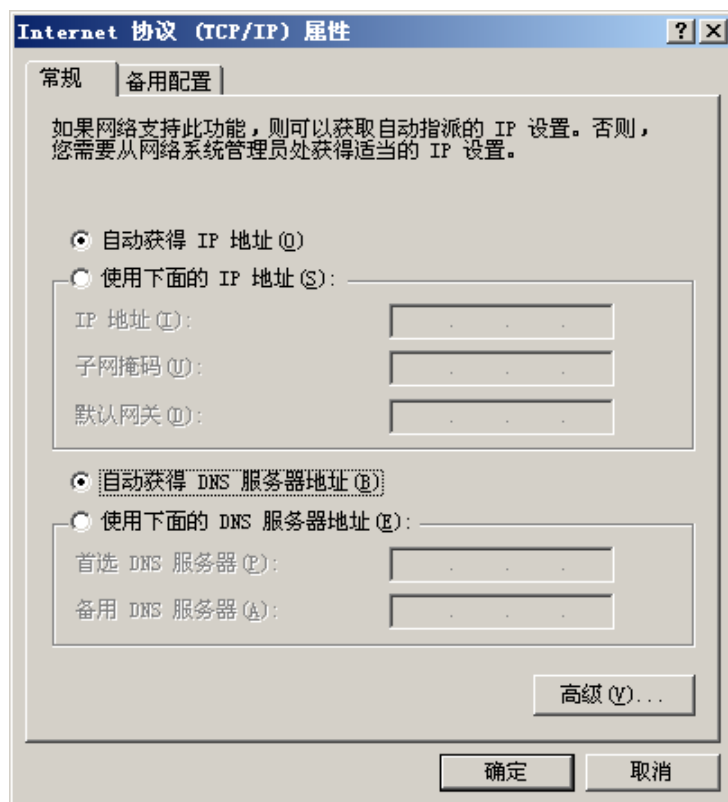 Internet 协议 (TCP/IP) 属性
常规
备用配置
如果网络支持此功能,则可以获取自动指派的 IP 设置。否则,
您需要从网络系统管理员处获得适当的 IP 设置。
自动获得 IP 地址(O)
使用下面的 IP 地址(S):
IP 地址(I):
子网掩码(U):
默认网关(D):
自动获得 DNS 服务器地址(B)
使用下面的 DNS 服务器地址(E):
首选 DNS 服务器(P):
备用 DNS 服务器(A):
高级(V)...
确定
取消